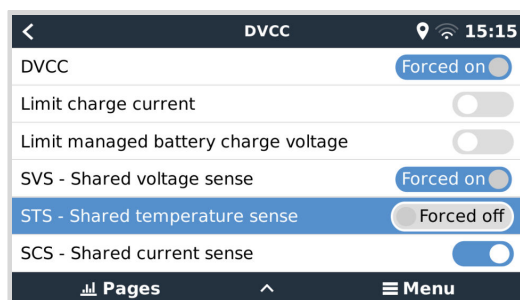 DVCC 15:15
DVCC Forced on
Limit charge current
Limit managed battery charge voltage
SVS - Shared voltage sense Forced on
STS - Shared temperature sense Forced off
SCS - Shared current sense
Pages Menu